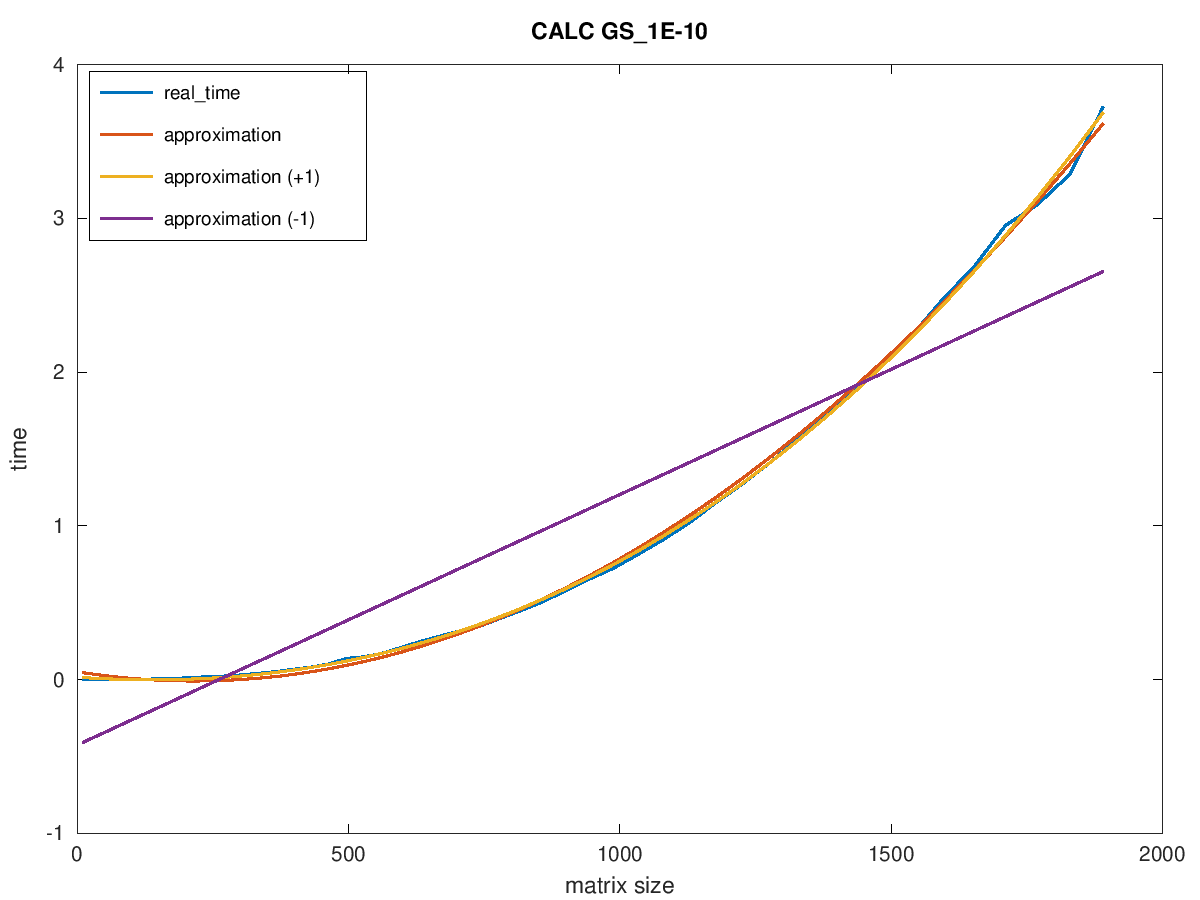 CALC GS_1E-10
4
3
2
1
0
-1
time
real_time
approximation
approximation (+1)
approximation (-1)
0
500
1000
1500
2000
matrix size